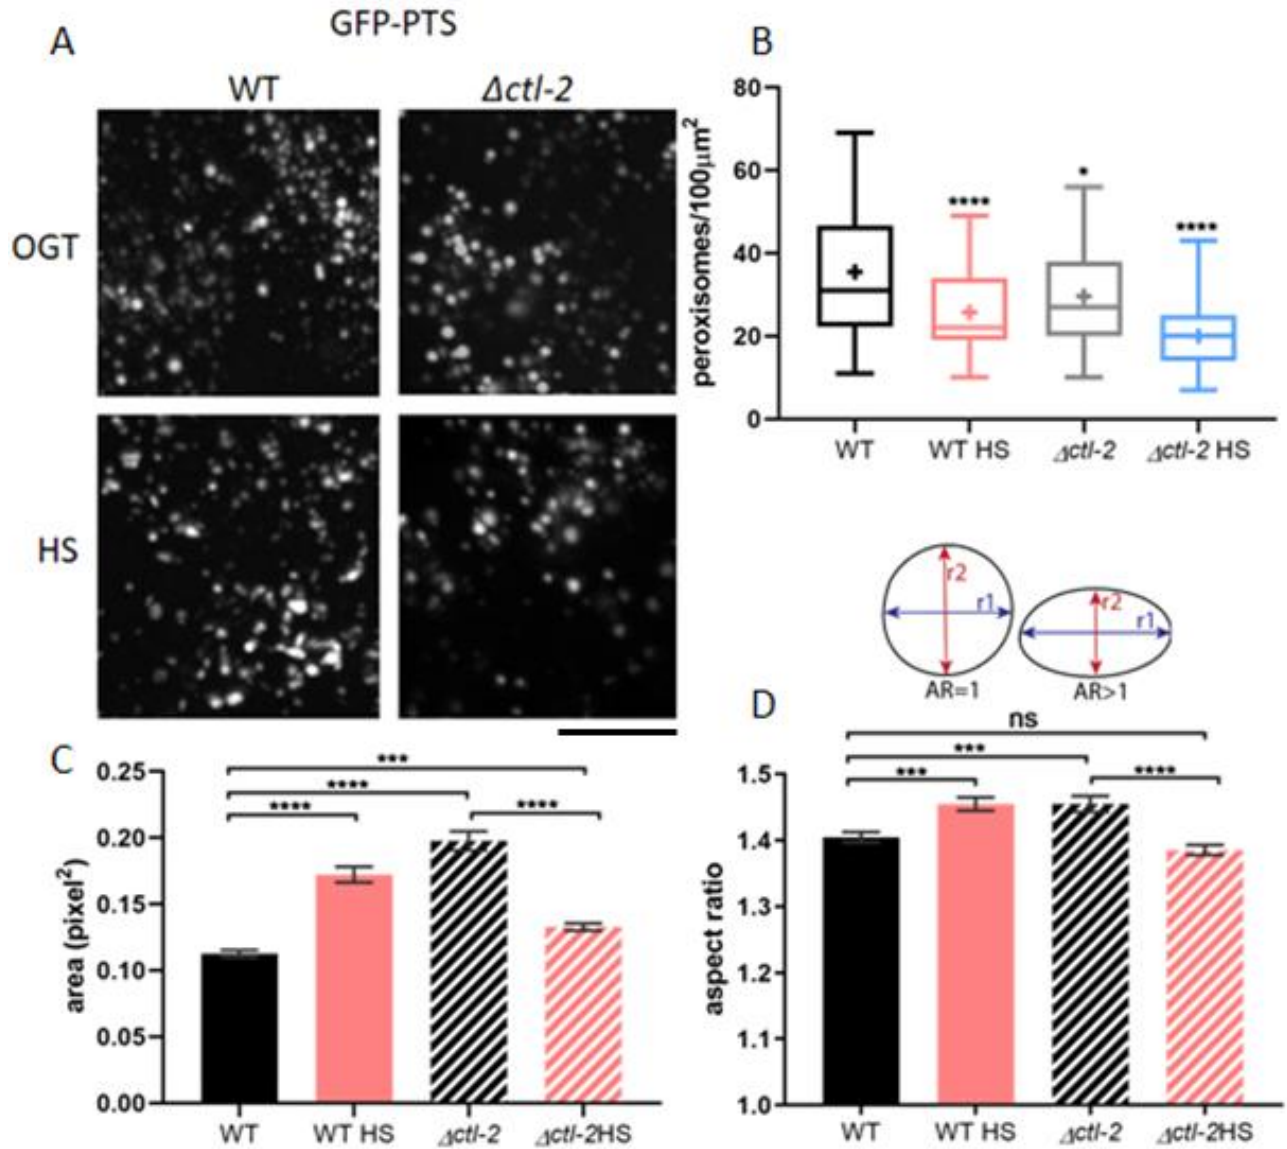 A
GFP-PTS
WT
Δctl-2
OGT
HS
B
peroxisomes/100μm²
80
60
40
20
0
****
*
****
WT
WT HS
Δctl-2
Δctl-2 HS
r2
r1
AR=1
r2
r1
AR>1
C
area (pixel²)
0.25
0.20
0.15
0.10
0.05
0.00
***
****
****
****
WT
WT HS
Δctl-2
Δctl-2HS
D
aspect ratio
1.5
1.4
1.3
1.2
1.1
1.0
ns
***
***
****
WT
WT HS
Δctl-2
Δctl-2HS